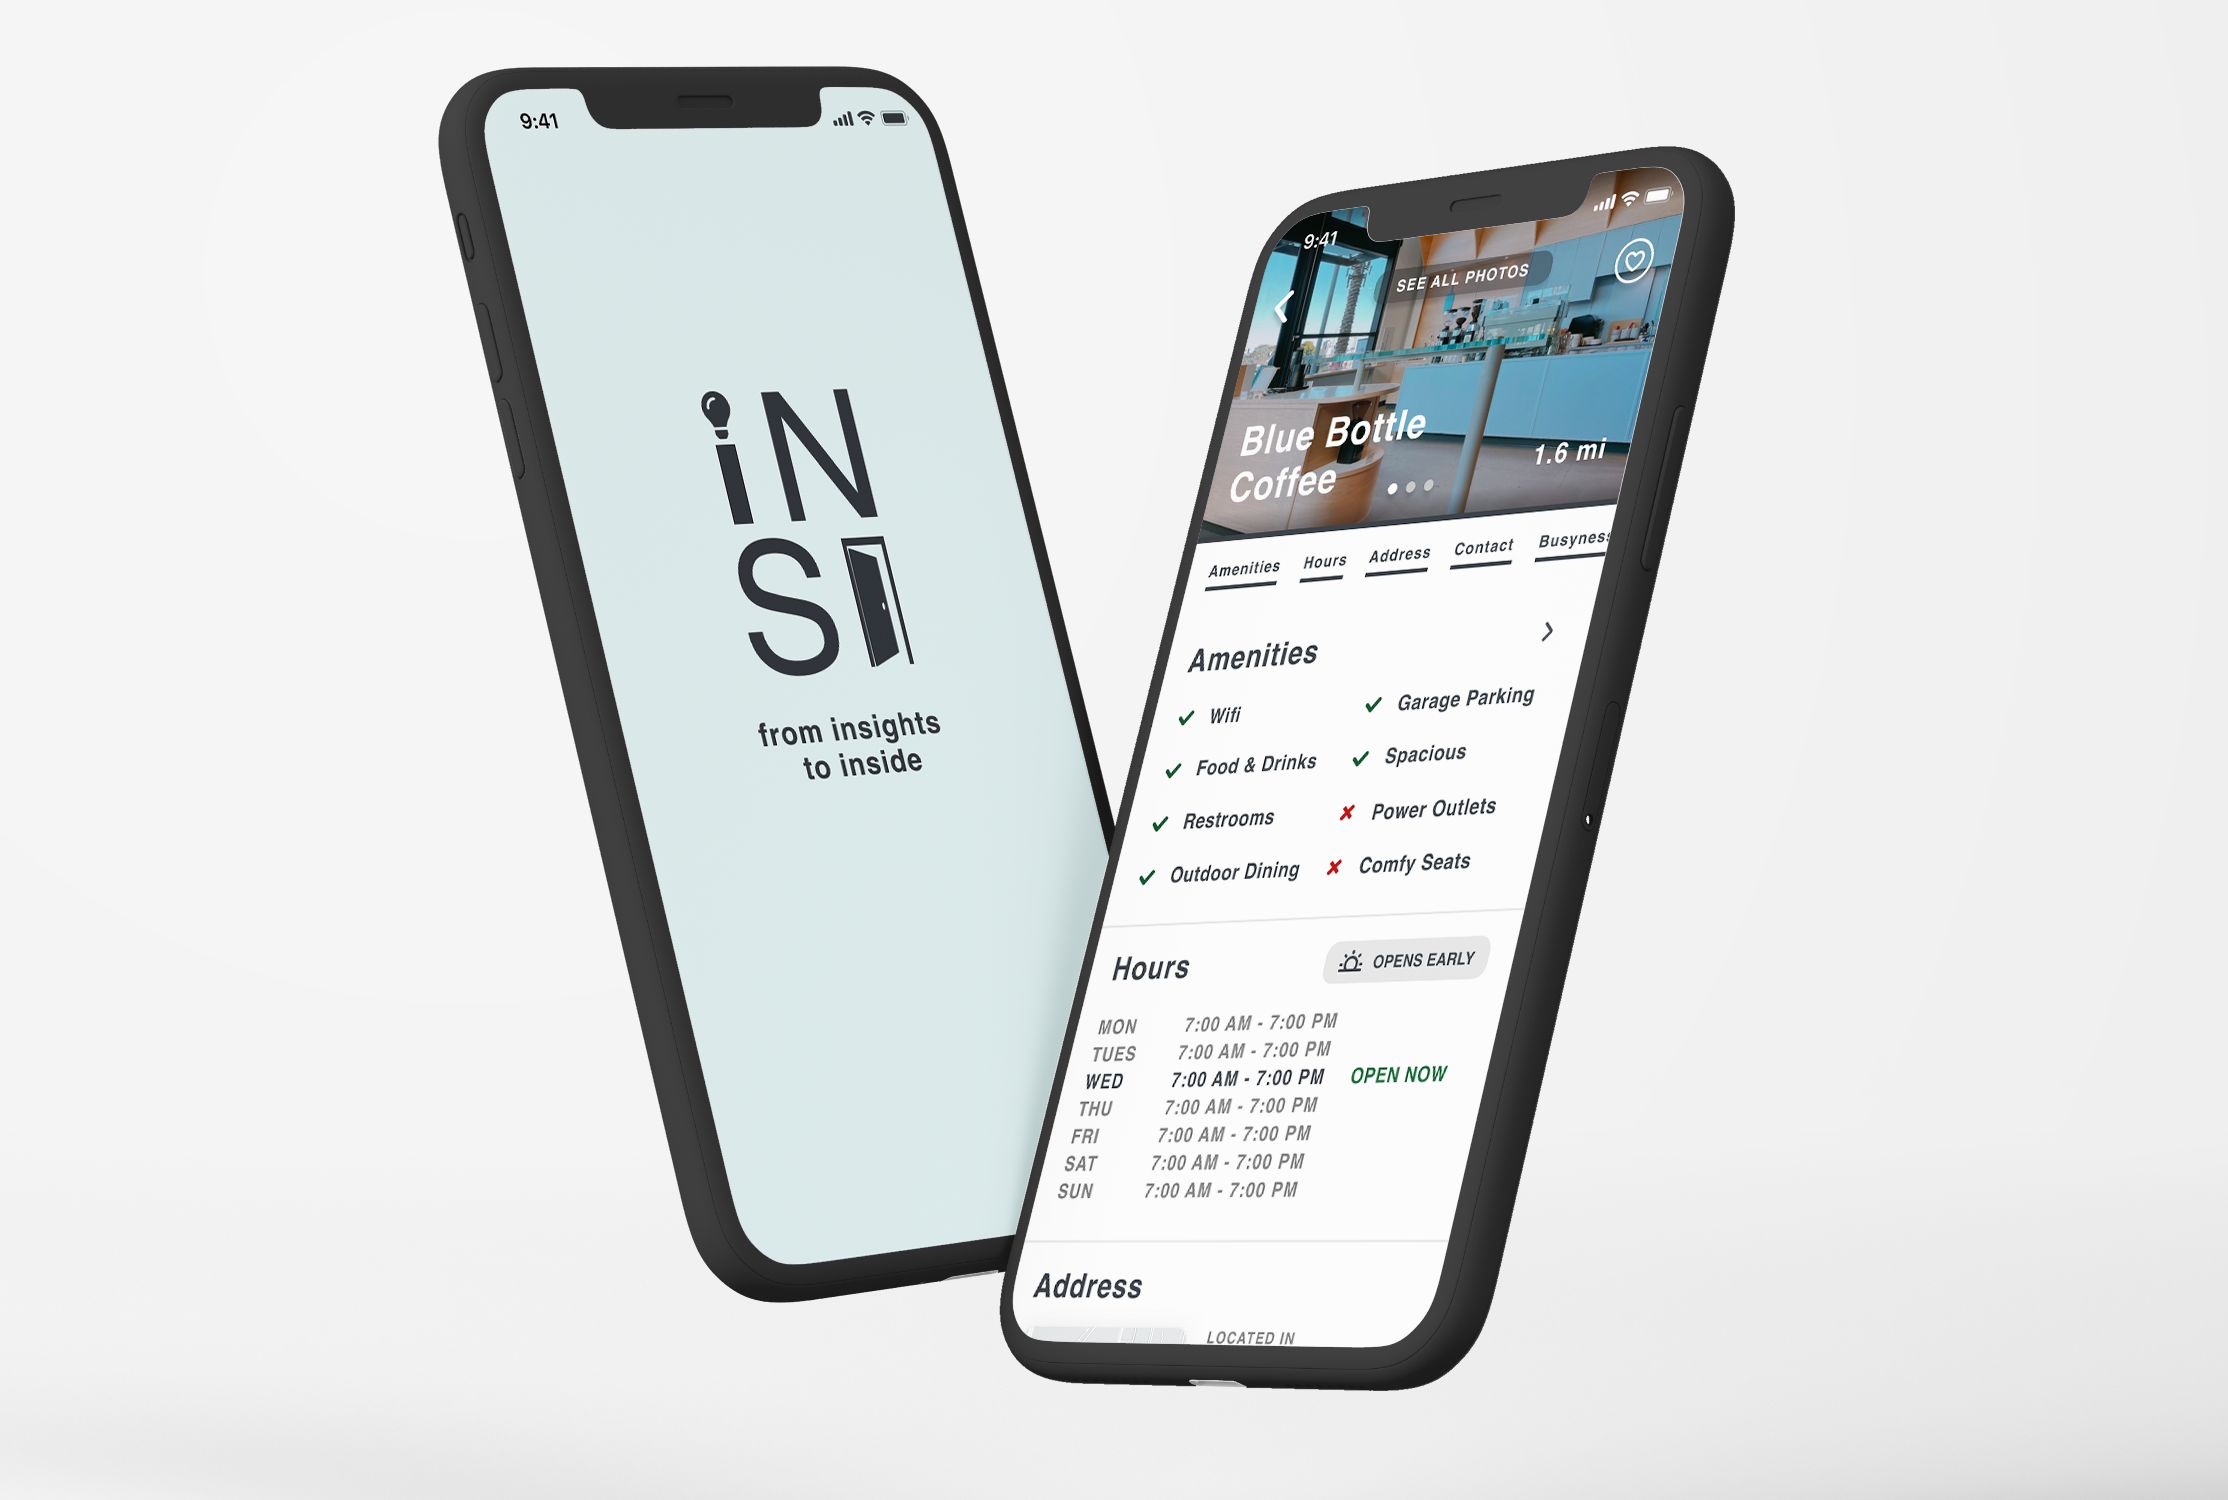 9:41
iN
SI
from insights
to inside
9:41
SEE ALL PHOTOS
Blue Bottle
Coffee
1.6 mi
Amenities Hours Address Contact Busyness
Amenities
Wifi Garage Parking
Food & Drinks Spacious
Restrooms Power Outlets
Outdoor Dining Comfy Seats
Hours OPENS EARLY
MON 7:00 AM - 7:00 PM
TUES 7:00 AM - 7:00 PM
WED 7:00 AM - 7:00 PM OPEN NOW
THU 7:00 AM - 7:00 PM
FRI 7:00 AM - 7:00 PM
SAT 7:00 AM - 7:00 PM
SUN 7:00 AM - 7:00 PM
Address
LOCATED IN